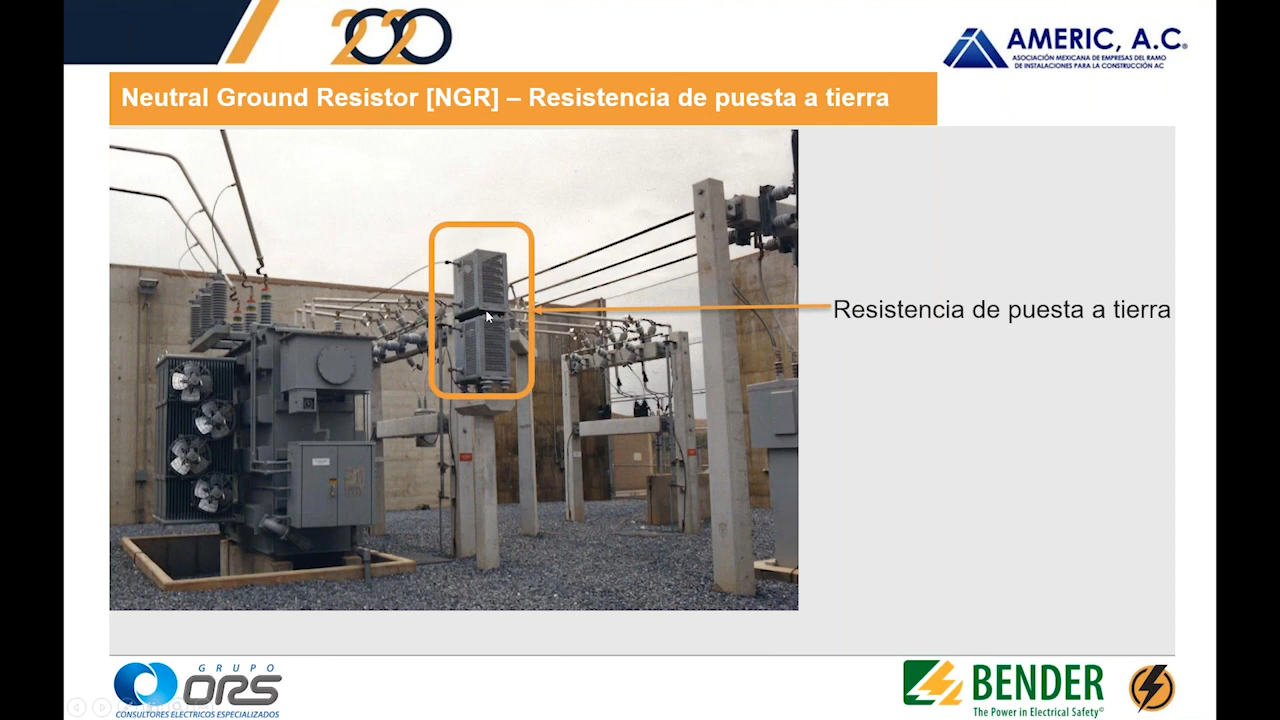 2020
AMERIC, A.C.®
ASOCIACIÓN MEXICANA DE EMPRESAS DEL RAMO
DE INSTALACIONES PARA LA CONSTRUCCIÓN AC
Neutral Ground Resistor [NGR] – Resistencia de puesta a tierra
Resistencia de puesta a tierra
GRUPO
ORS
CONSULTORES ELECTRICOS ESPECIALIZADOS
BENDER
The Power in Electrical Safety©